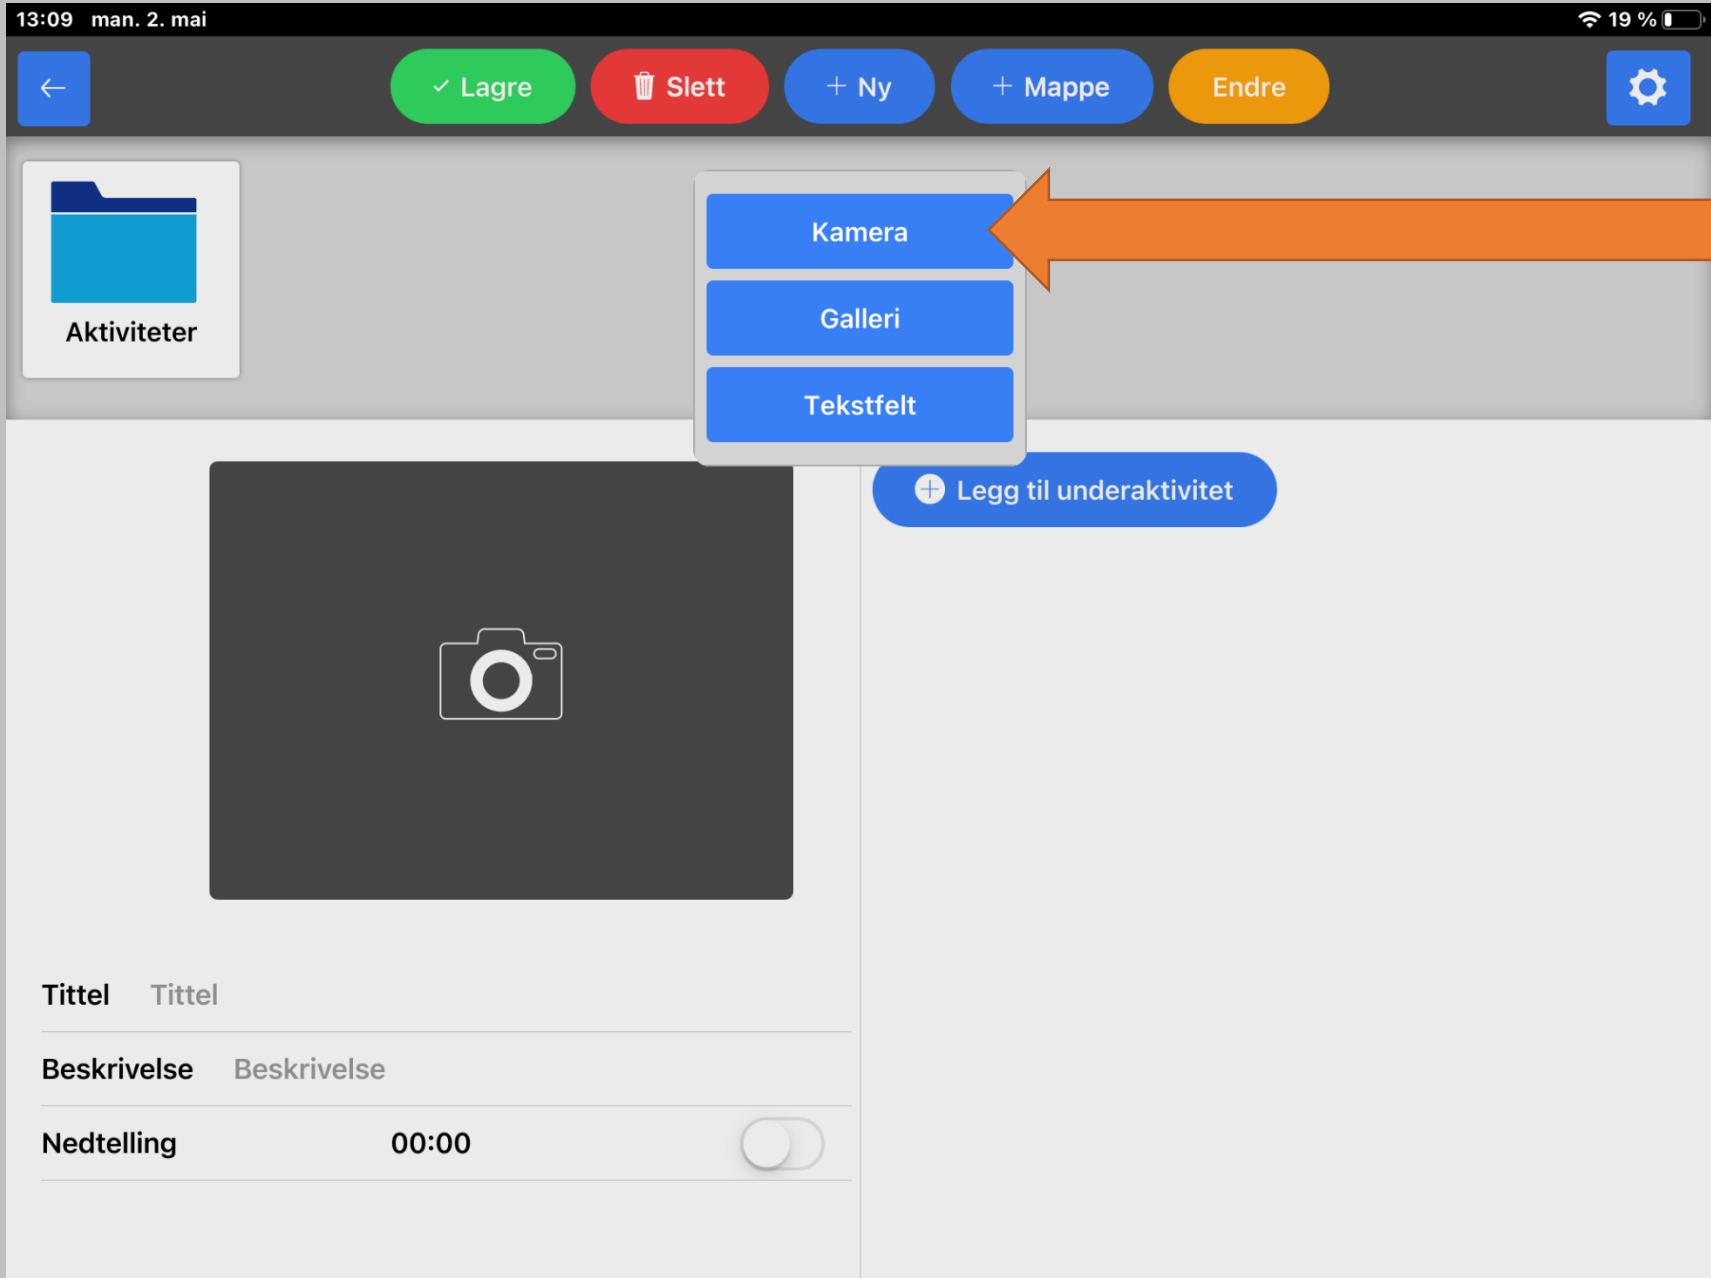 13:09 man. 2. mai
19 %
Lagre
Slett
Ny
Mappe
Endre
Aktiviteter
Kamera
Galleri
Tekstfelt
Legg til underaktivitet
Tittel Tittel
Beskrivelse Beskrivelse
Nedtelling 00:00